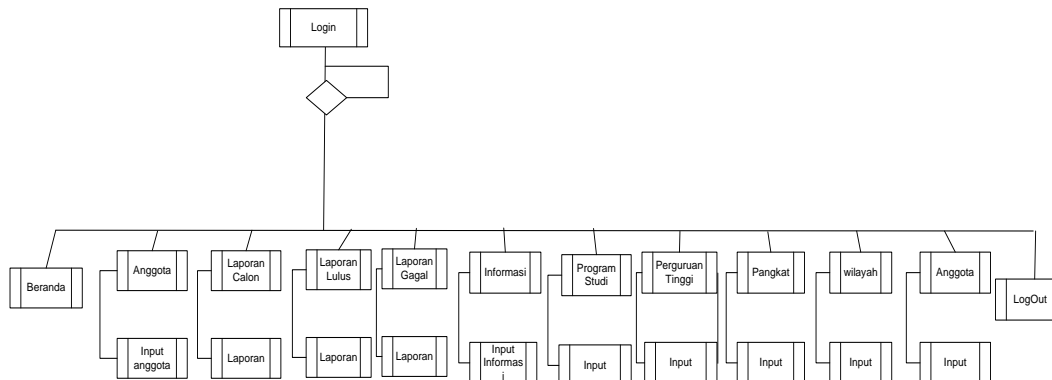 Login
Beranda
Anggota
Laporan
Calon
Laporan
Lulus
Laporan
Gagal
Informasi
Program
Studi
Perguruan
Tinggi
Pangkat
wilayah
Anggota
LogOut
Input
anggota
Laporan
Laporan
Laporan
Input
Informas
i
Input
Input
Input
Input
Input